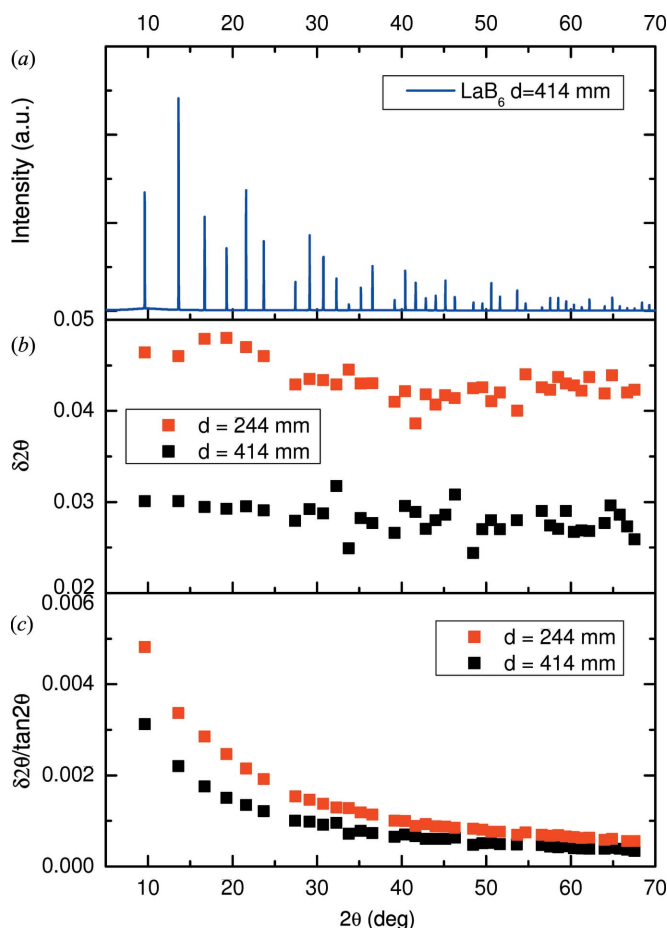 10 20 30 40 50 60 70
(a)
LaB6 d=414 mm
Intensity (a.u.)
0.05
(b)
0.04
d = 244 mm
d = 414 mm
δ2θ
0.03
0.02
0.006
(c)
d = 244 mm
d = 414 mm
0.004
δ2θ/tan2θ
0.002
0.000
10 20 30 40 50 60 70
2θ (deg)